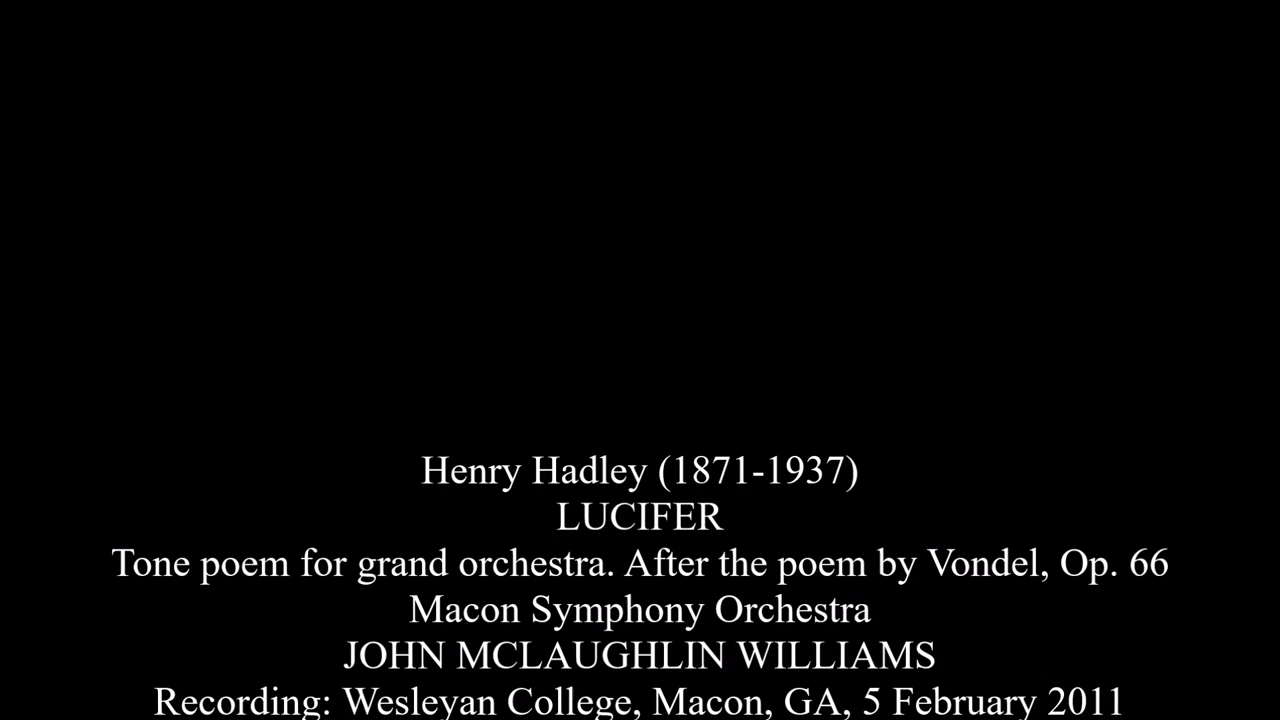 Henry Hadley (1871-1937)
LUCIFER
Tone poem for grand orchestra. After the poem by Vondel, Op. 66
Macon Symphony Orchestra
JOHN MCLAUGHLIN WILLIAMS
Recording: Wesleyan College, Macon, GA, 5 February 2011